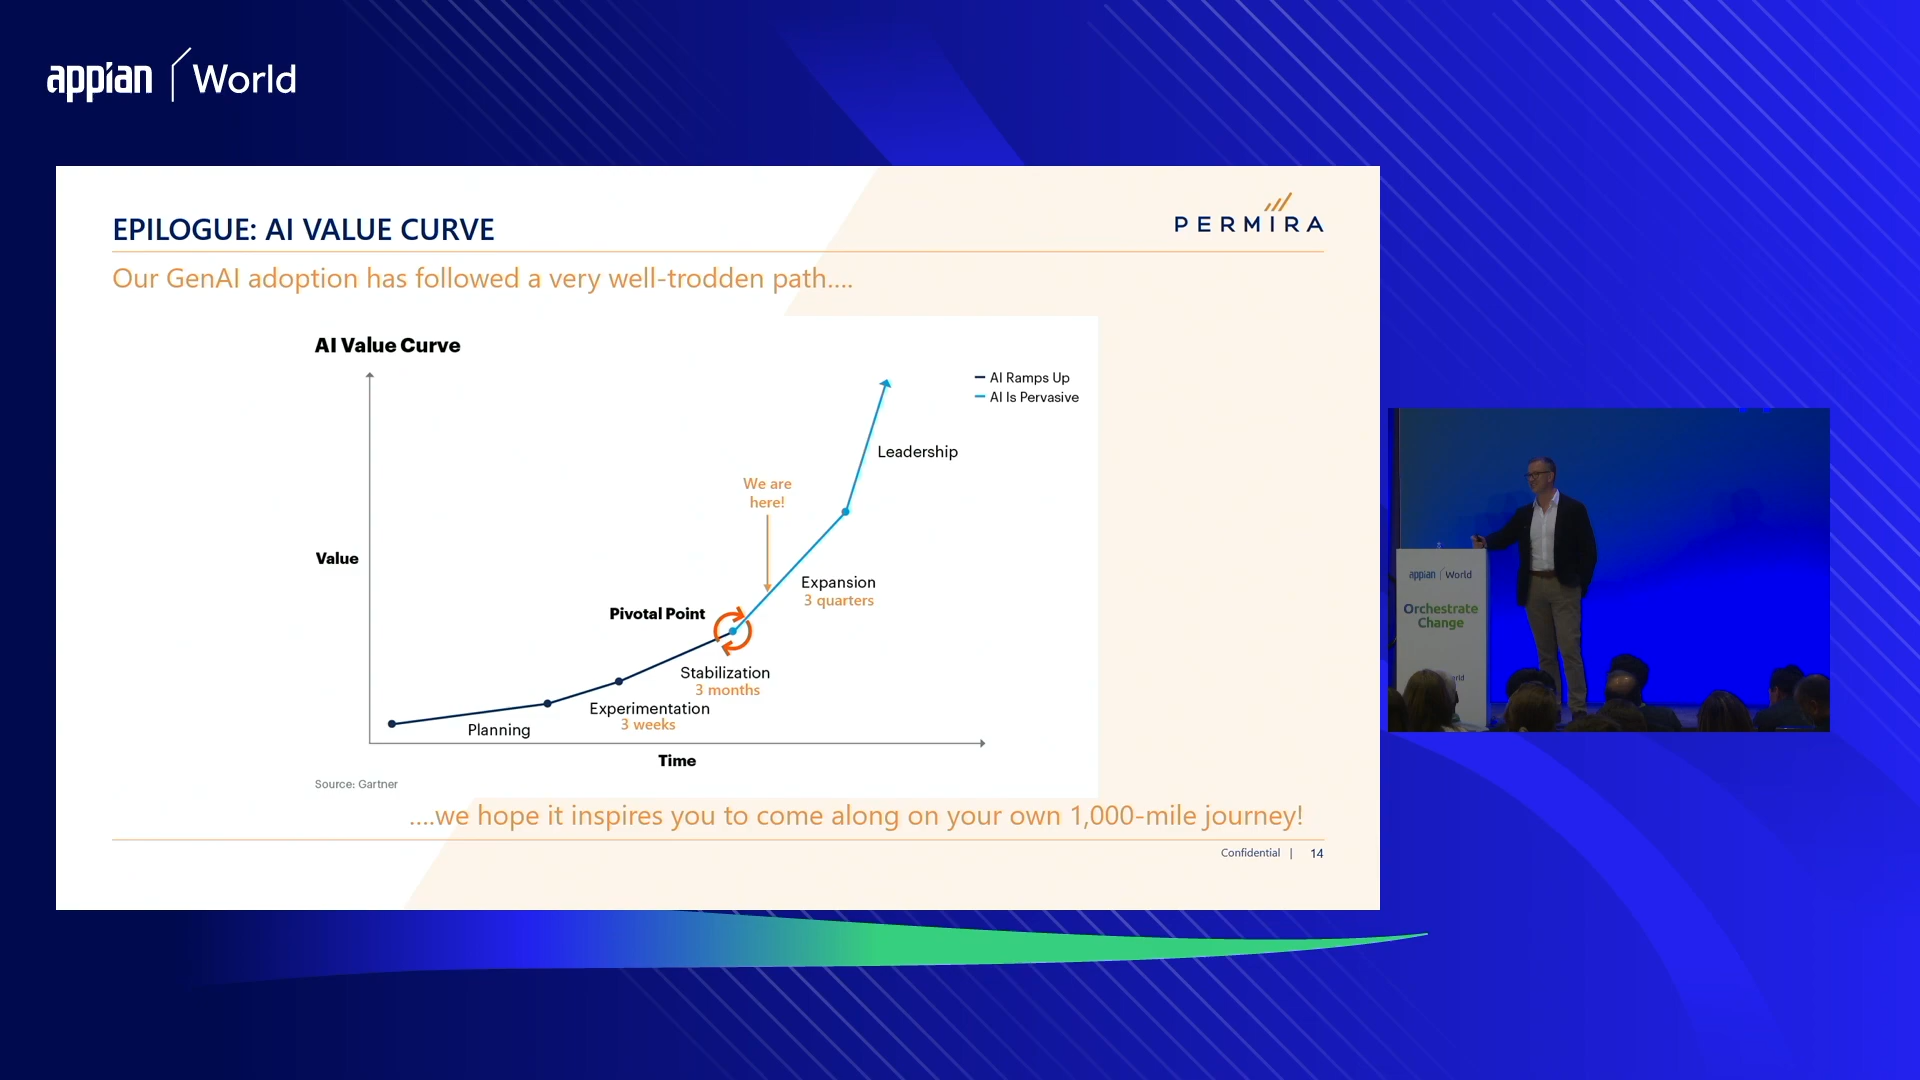 appian World
EPILOGUE: AI VALUE CURVE
PERMIRA
Our GenAI adoption has followed a very well-trodden path....
AI Value Curve
AI Ramps Up
AI Is Pervasive
Leadership
We are
here!
Value
Expansion
3 quarters
Pivotal Point
Stabilization
3 months
Experimentation
3 weeks
Planning
Time
Source: Gartner
....we hope it inspires you to come along on your own 1,000-mile journey!
Confidential | 14
appian World
Orchestrate
Change